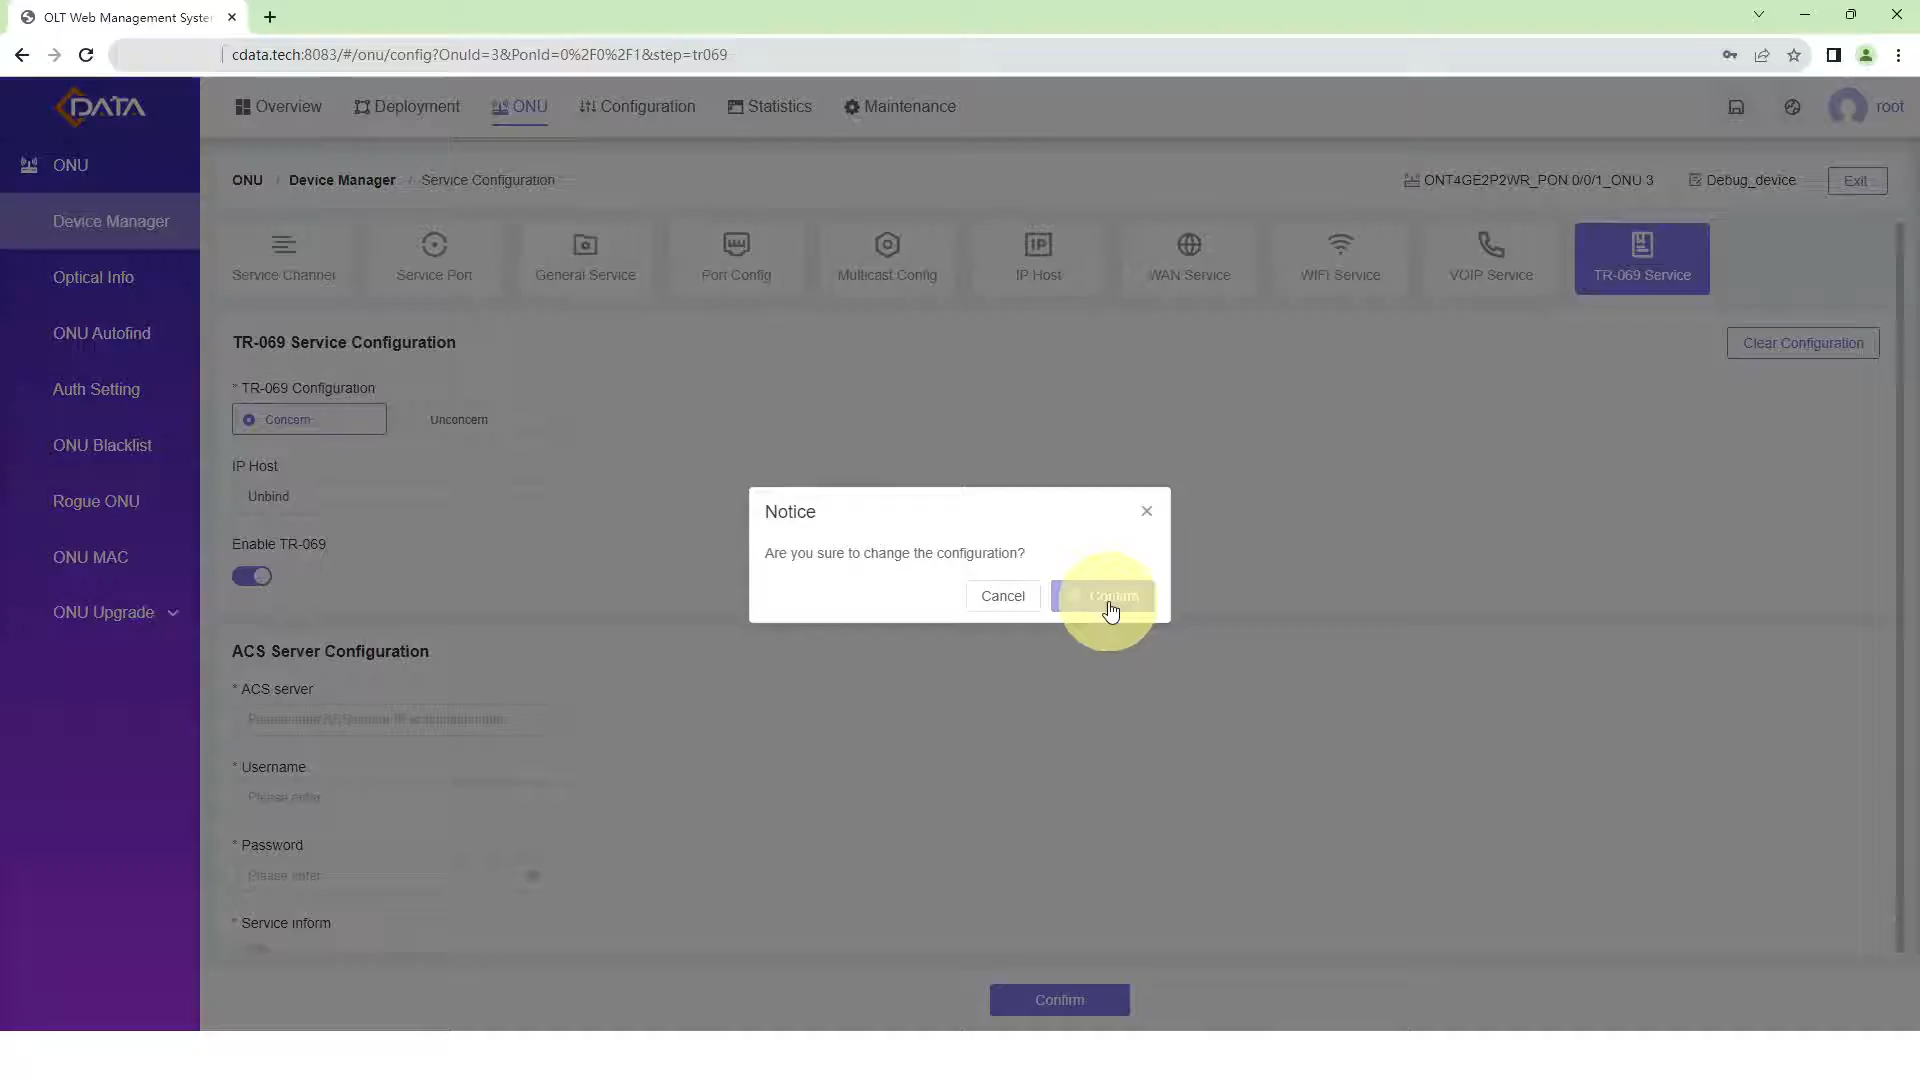 OLT Web Management Syste
cdata.tech:8083/#/onu/config?OnuId=3&PonId=0%2F0%2F1&step=tr069
DATA
Overview
Deployment
ONU
Configuration
Statistics
Maintenance
root
ONU
Device Manager
Optical Info
ONU Autofind
Auth Setting
ONU Blacklist
Rogue ONU
ONU MAC
ONU Upgrade
ONU / Device Manager / Service Configuration
ONT4GE2P2WR_PON 0/0/1_ONU 3
Debug_device
Exit
Service Channel
Service Port
General Service
Port Config
Multicast Config
IP Host
WAN Service
WIFI Service
VOIP Service
TR-069 Service
TR-069 Service Configuration
Clear Configuration
* TR-069 Configuration
Concern
Unconcern
IP Host
Unbind
Enable TR-069
Notice
Are you sure to change the configuration?
Cancel
Confirm
ACS Server Configuration
* ACS server
* Username
Please enter
* Password
Please enter
* Service inform
Confirm